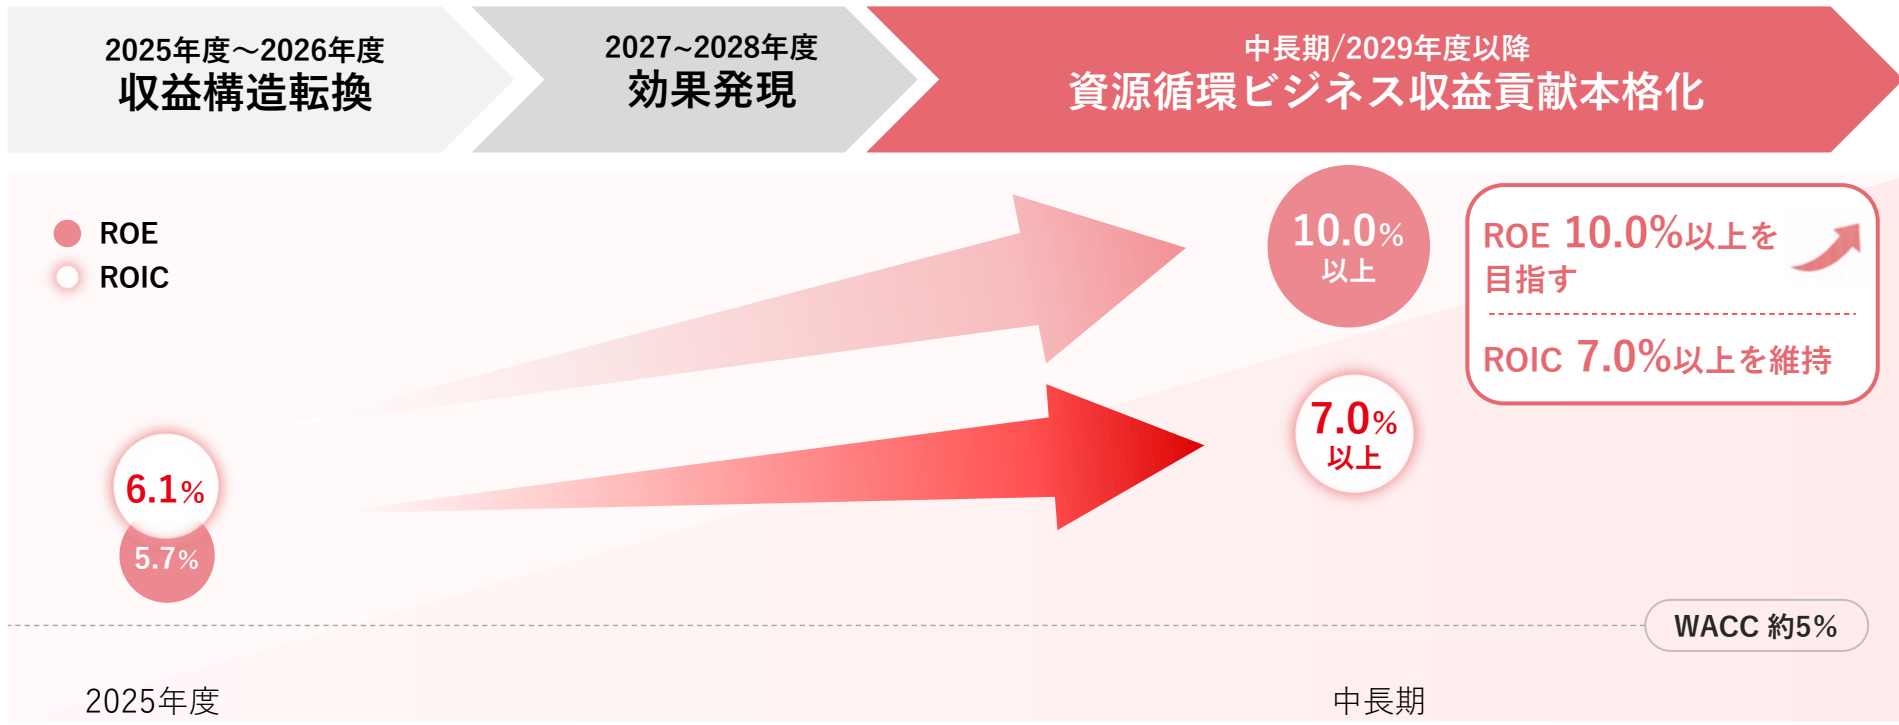 2025年度～2026年度
収益構造転換
2027~2028年度
効果発現
中長期/2029年度以降
資源循環ビジネス収益貢献本格化
ROE
ROIC
10.0%
以上
ROE 10.0%以上を
目指す
ROIC 7.0%以上を維持
7.0%
以上
6.1%
5.7%
WACC 約5%
2025年度
中長期